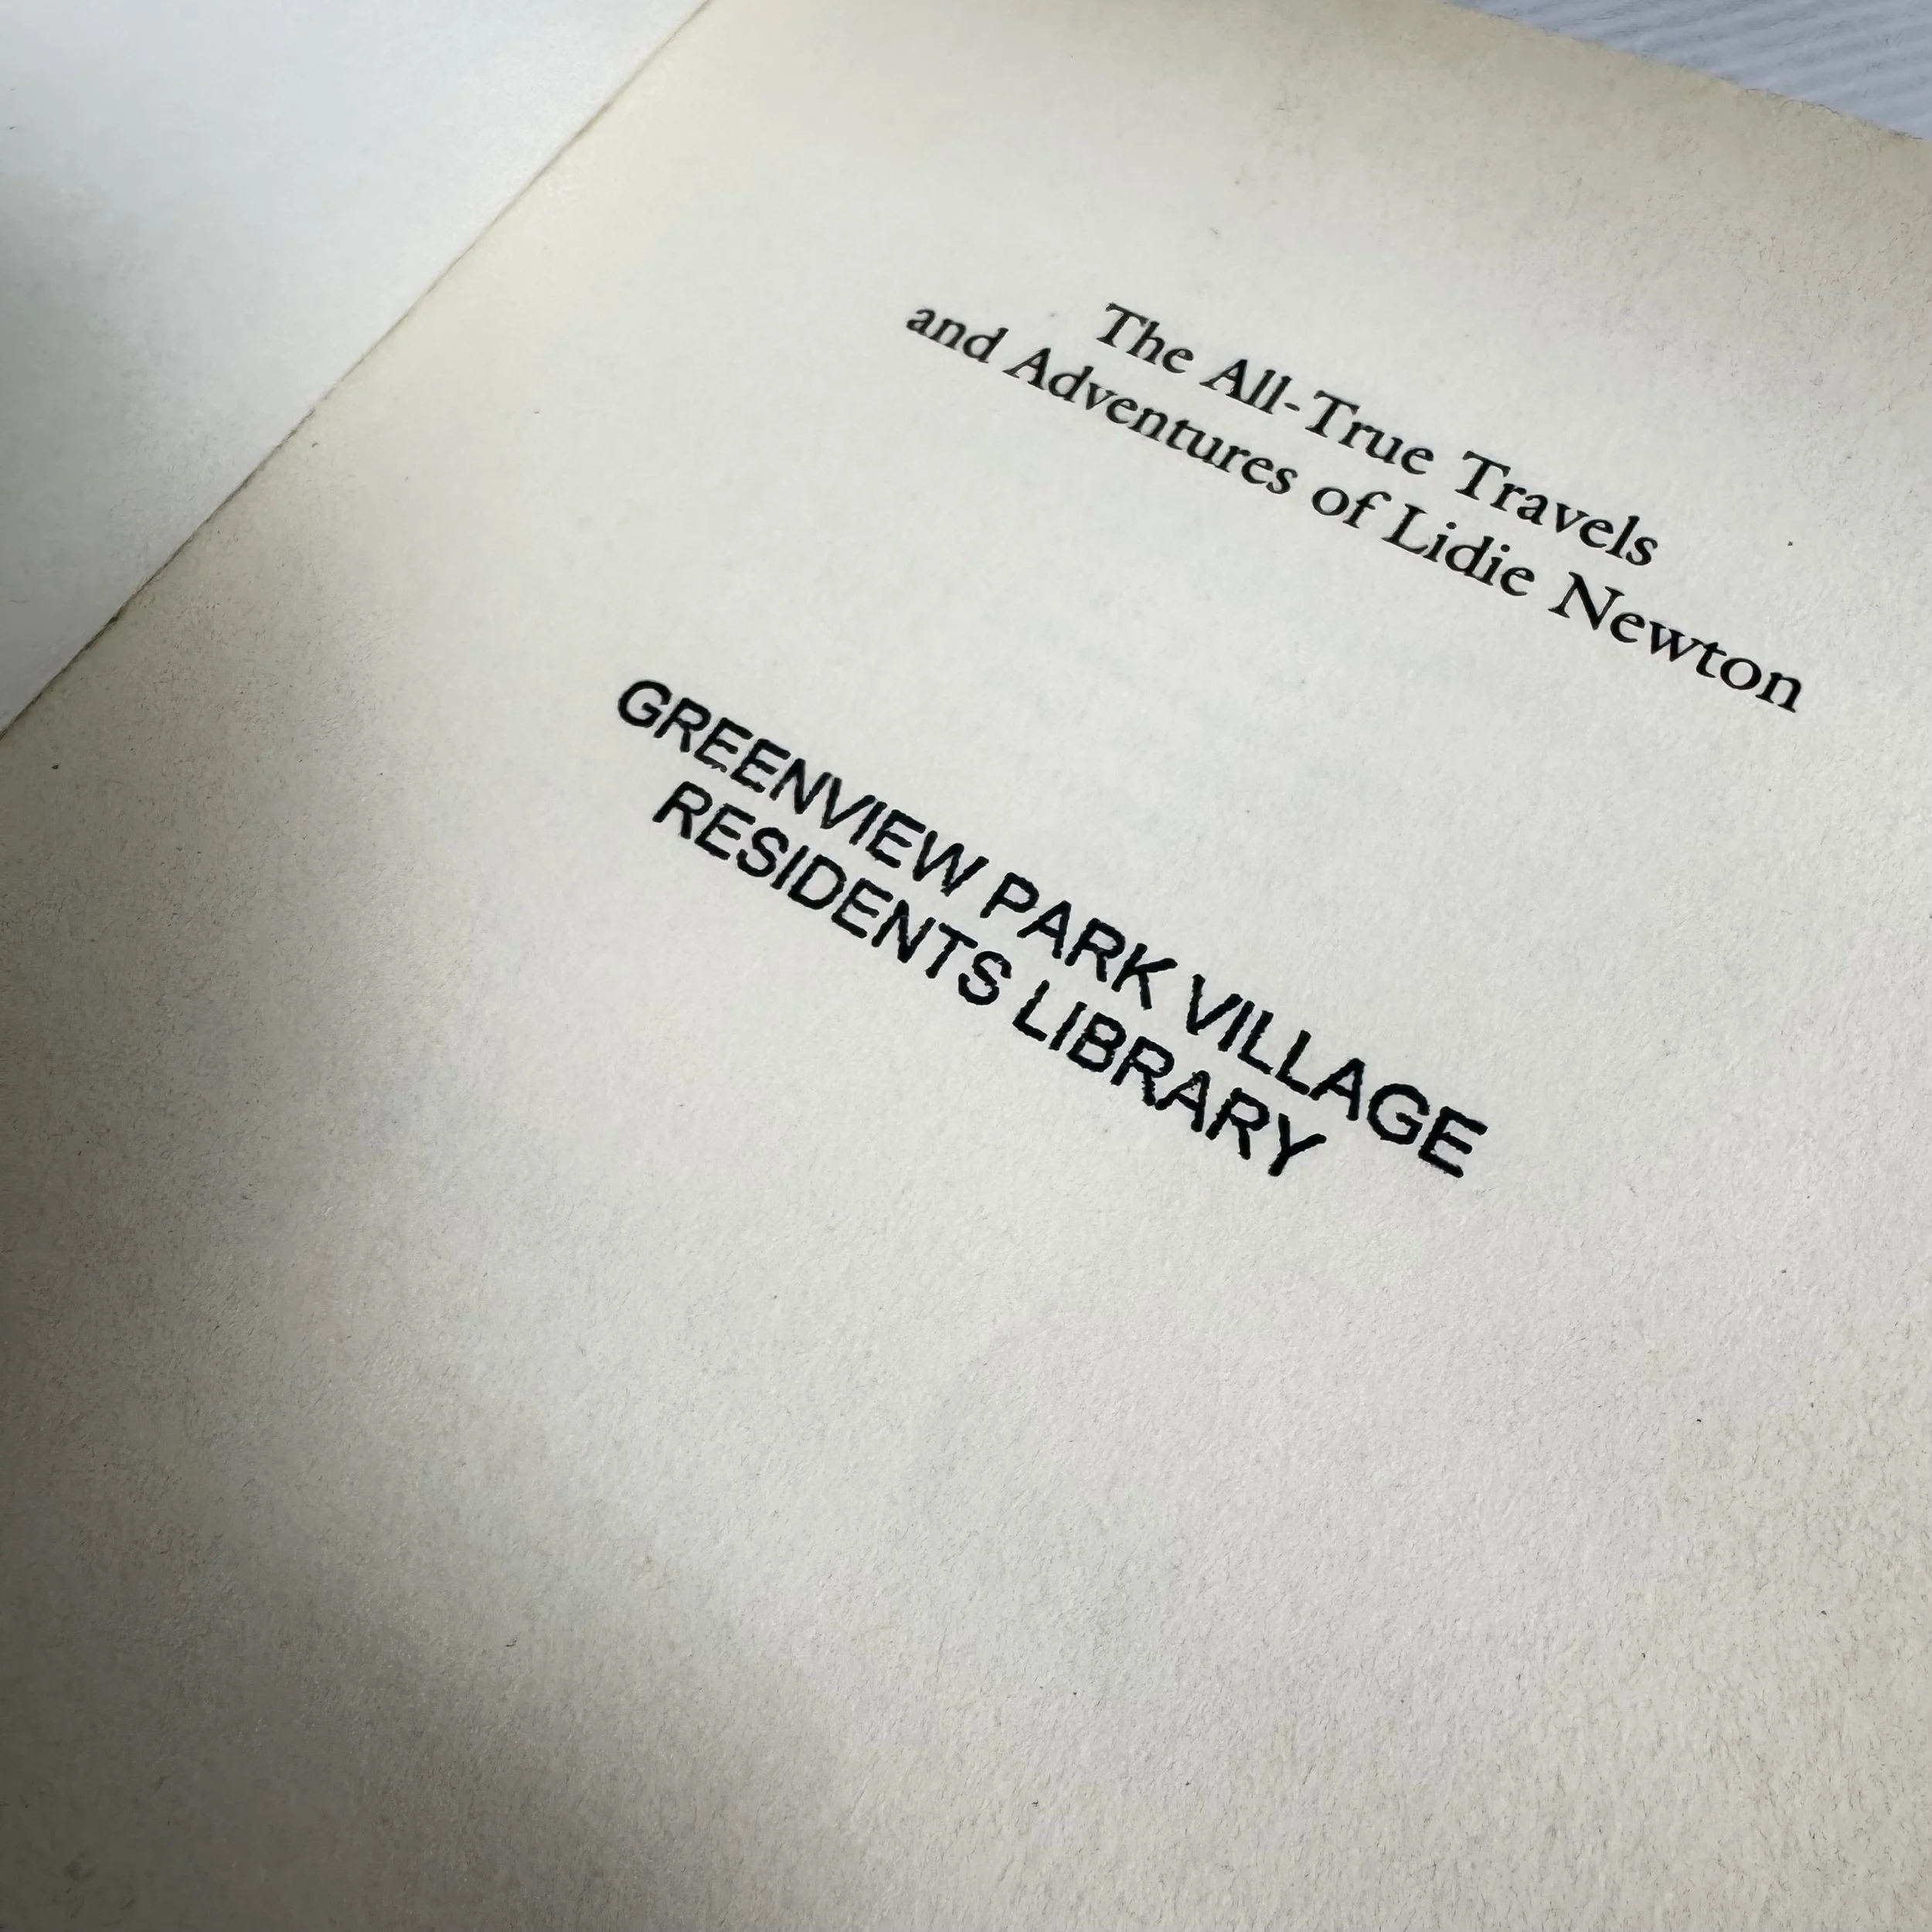 The All-True Travels
and Adventures of Lidie Newton
GREENVIEW PARK VILLAGE
RESIDENTS LIBRARY